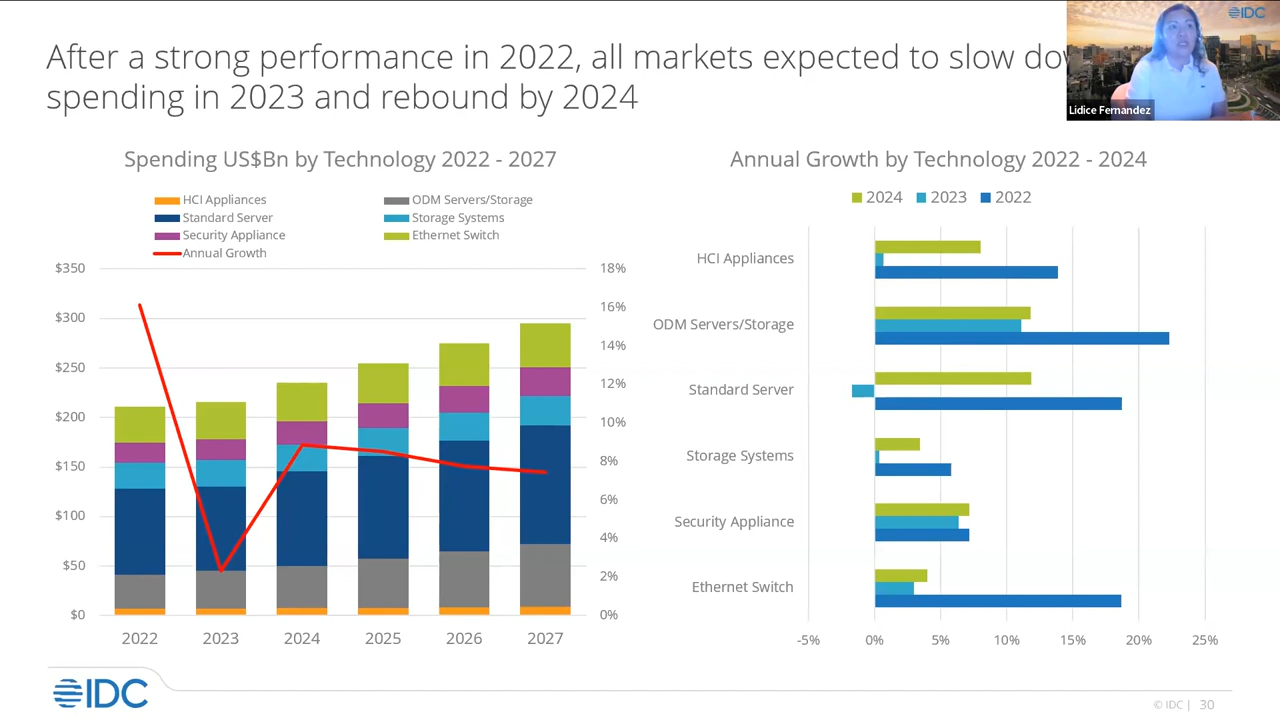 IDC
After a strong performance in 2022, all markets expected to slow
spending in 2023 and rebound by 2024
Lidice Fernandez
Spending US$Bn by Technology 2022 - 2027
HCI Appliances
ODM Servers/Storage
Standard Server
Storage Systems
Security Appliance
Ethernet Switch
Annual Growth
$350
$300
$250
$200
$150
$100
$50
$0
18%
16%
14%
12%
10%
8%
6%
4%
2%
0%
2022 2023 2024 2025 2026 2027
Annual Growth by Technology 2022 - 2024
2024 2023 2022
HCI Appliances
ODM Servers/Storage
Standard Server
Storage Systems
Security Appliance
Ethernet Switch
-5% 0% 5% 10% 15% 20% 25%
IDC
© IDC | 30